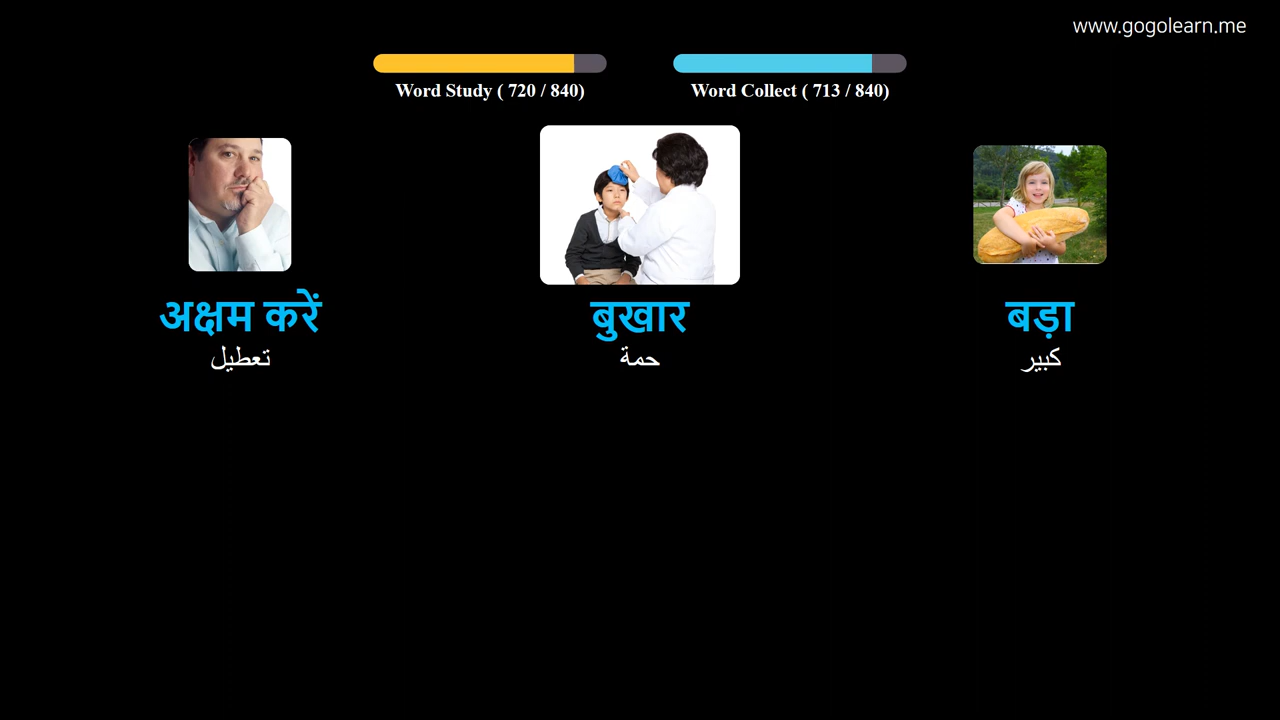 www.gogolearn.me
Word Study ( 720 / 840)
Word Collect ( 713 / 840)
अक्षम करें
تعطيل
बुखार
حمة
बड़ा
كبير